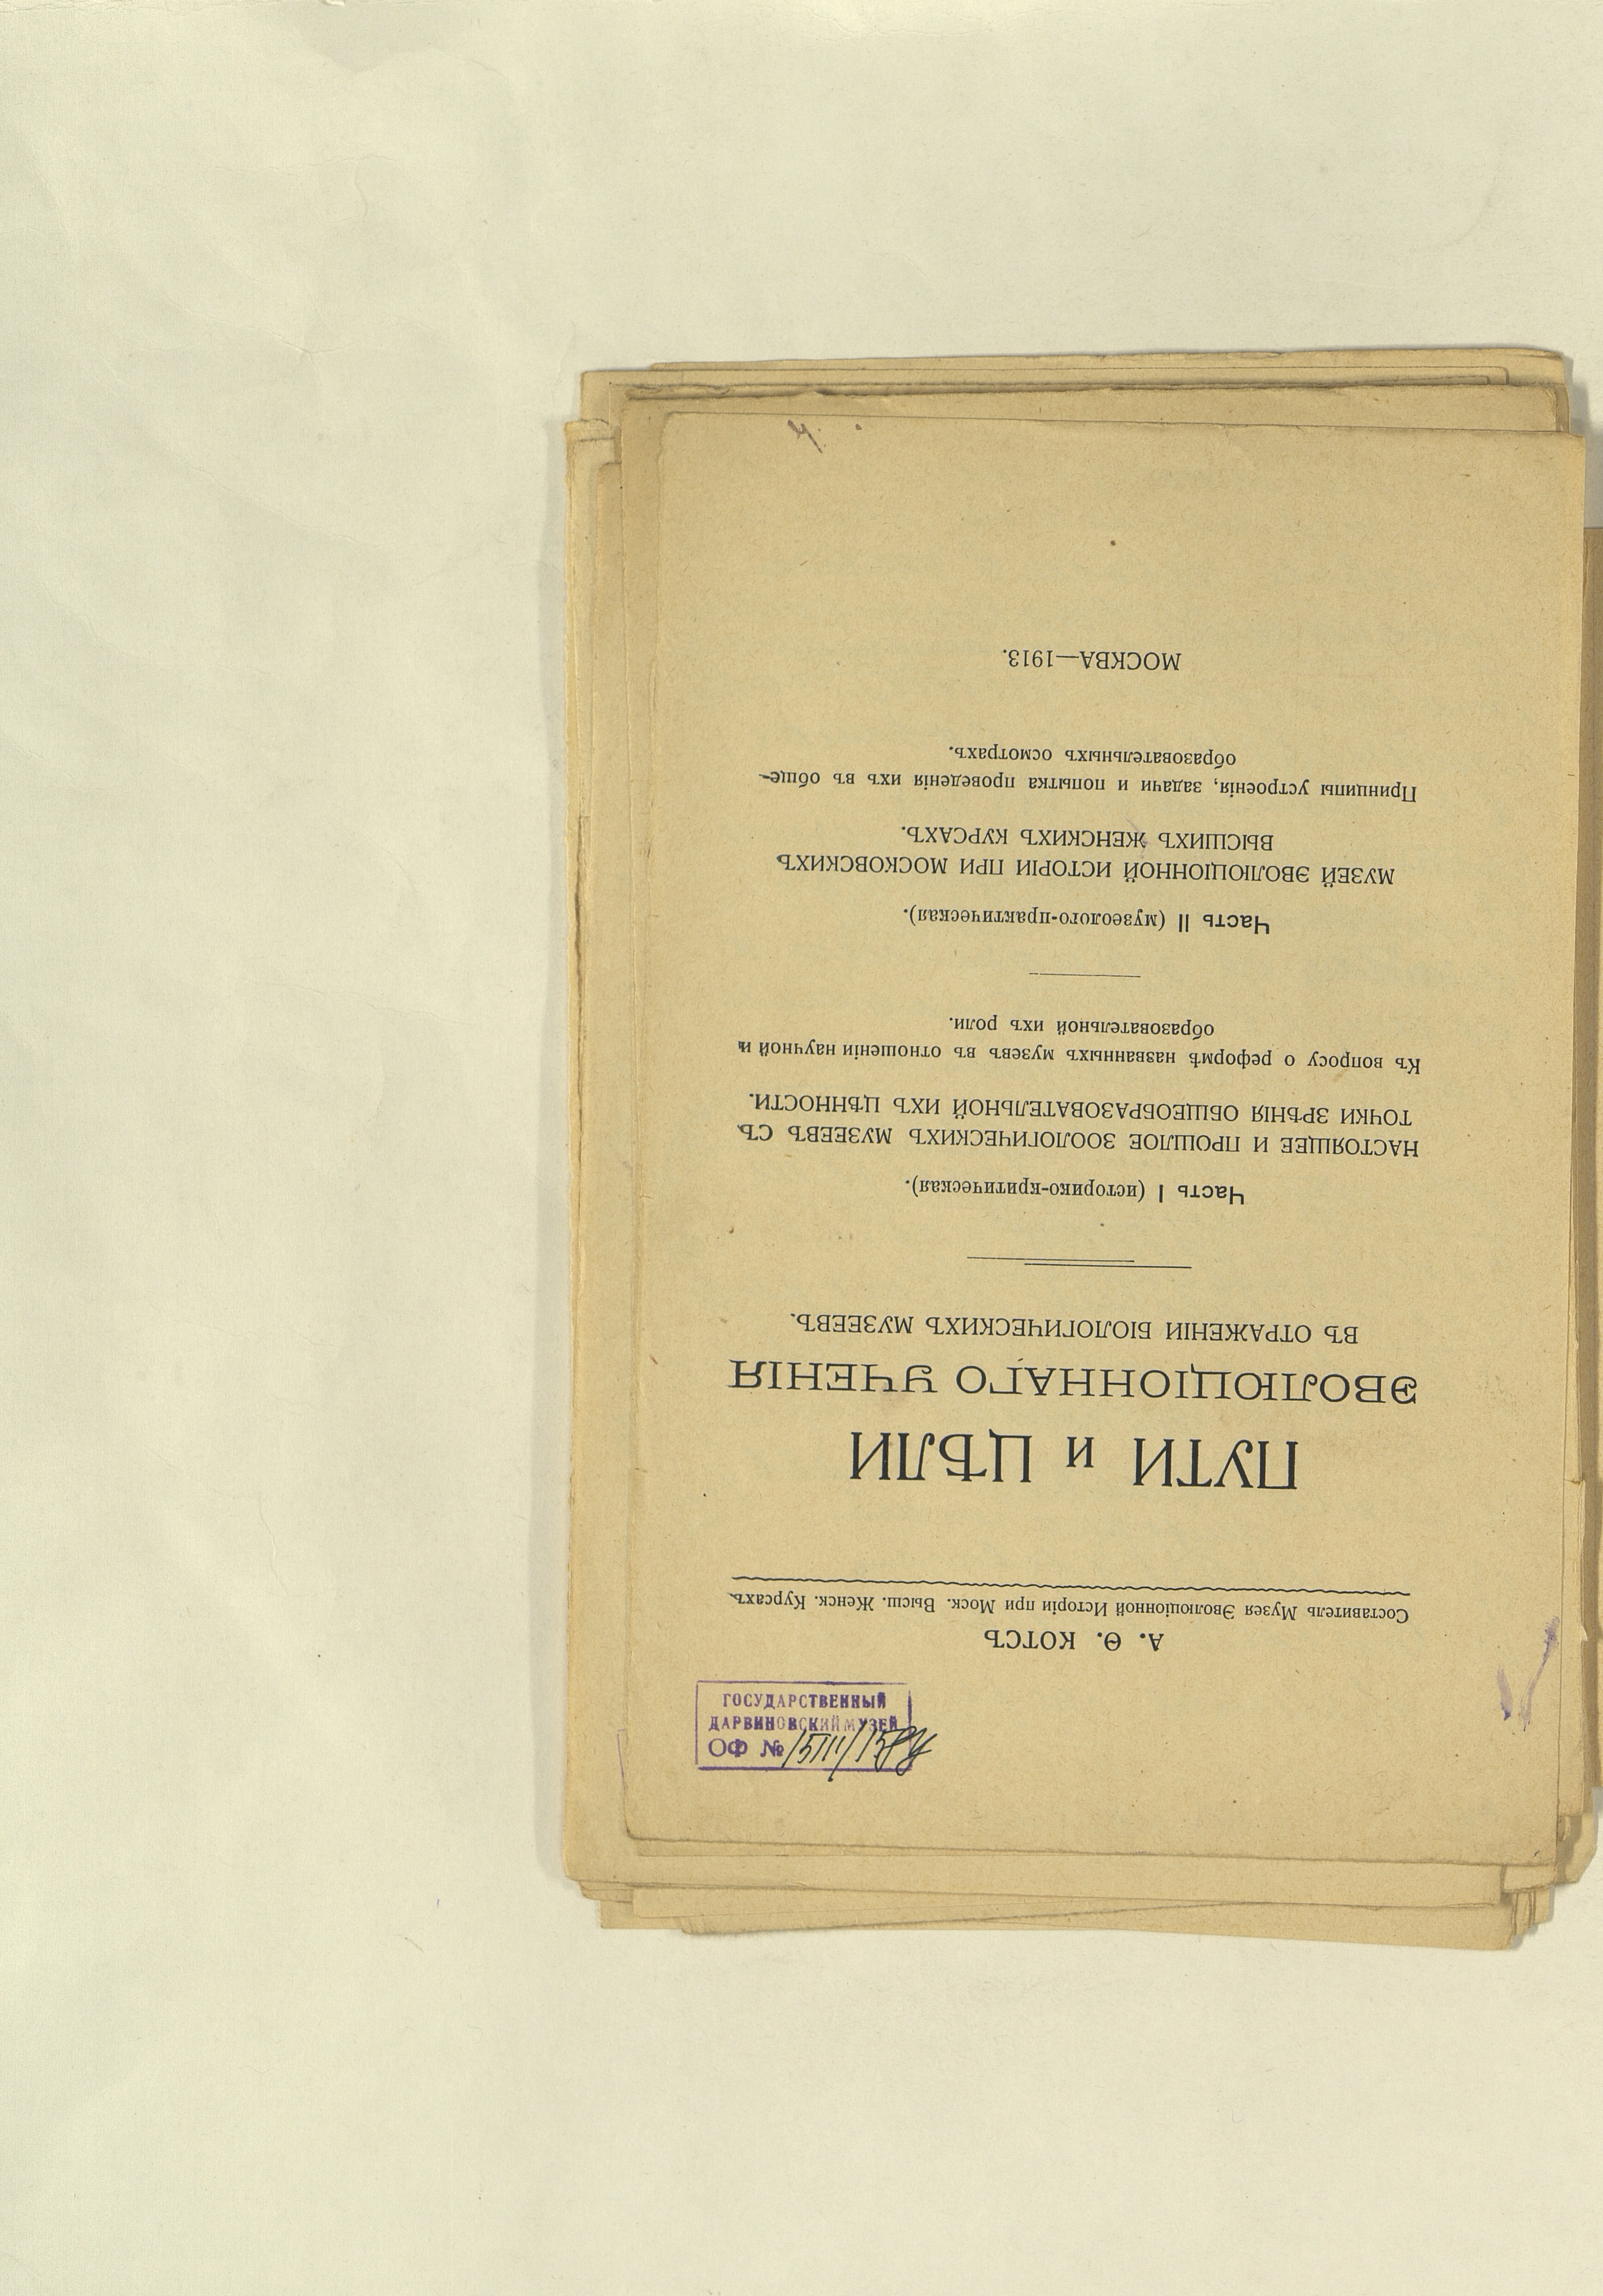 А. Ѳ. КОТСЪ
Составитель Музея Эволюціонной Исторіи при Моск. Высш. Женск. Курсахъ.
ПУТИ и ЦѢЛИ
ЭВОЛЮЦІОННАГО УЧЕНІЯ
ВЪ ОТРАЖЕНІИ БІОЛОГИЧЕСКИХЪ МУЗЕЕВЪ.
Часть I (историко-критическая).
НАСТОЯЩЕЕ И ПРОШЛОЕ ЗООЛОГИЧЕСКИХЪ МУЗЕЕВЪ СЪ
ТОЧКИ ЗРѢНІЯ ОБЩЕОБРАЗОВАТЕЛЬНОЙ ИХЪ ЦѢННОСТИ.
Къ вопросу о реформѣ названныхъ музеевъ въ отношеніи научной и
образовательной ихъ роли.
Часть II (музеолого-практическая).
МУЗЕЙ ЭВОЛЮЦІОННОЙ ИСТОРІИ ПРИ МОСКОВСКИХЪ
ВЫСШИХЪ ЖЕНСКИХЪ КУРСАХЪ.
Принципы устроенія, задачи и попытка проведенія ихъ въ обще-
образовательныхъ осмотрахъ.
МОСКВА—1913.
ГОСУДАРСТВЕННЫЙ
ДАРВИНОВСКИЙ МУЗЕЙ
ОФ №